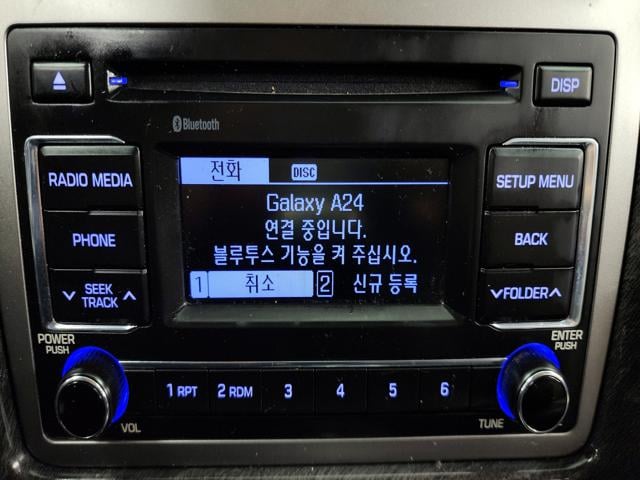 DISP
Bluetooth
전화 DISC
Galaxy A24
연결 중입니다.
블루투스 기능을 켜 주십시오.
1 취소 2 신규 등록
RADIO MEDIA
PHONE
SEEK
TRACK
SETUP MENU
BACK
FOLDER
POWER
PUSH
VOL
1 RPT 2 RDM 3 4 5 6
ENTER
PUSH
TUNE